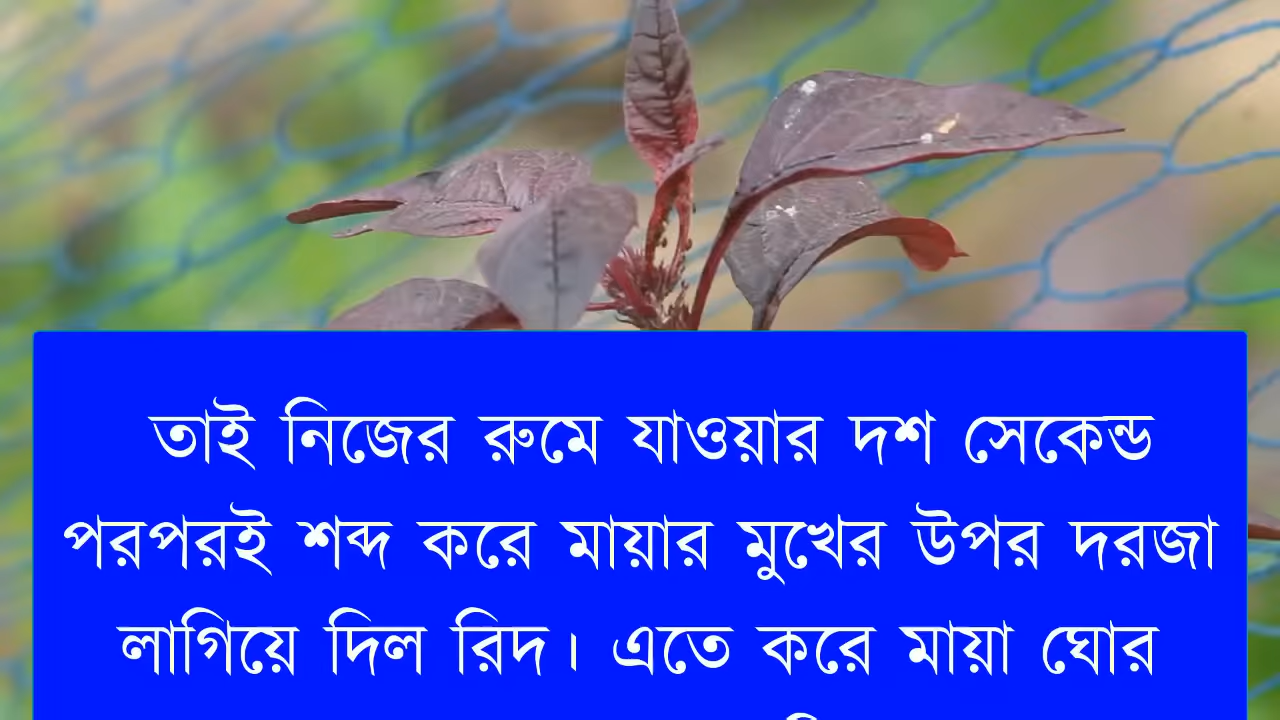 তাই নিজের রুমে যাওয়ার দশ সেকেন্ড
পরপরই শব্দ করে মায়ার মুখের উপর দরজা
লাগিয়ে দিল রিদ। এতে করে মায়া ঘোর